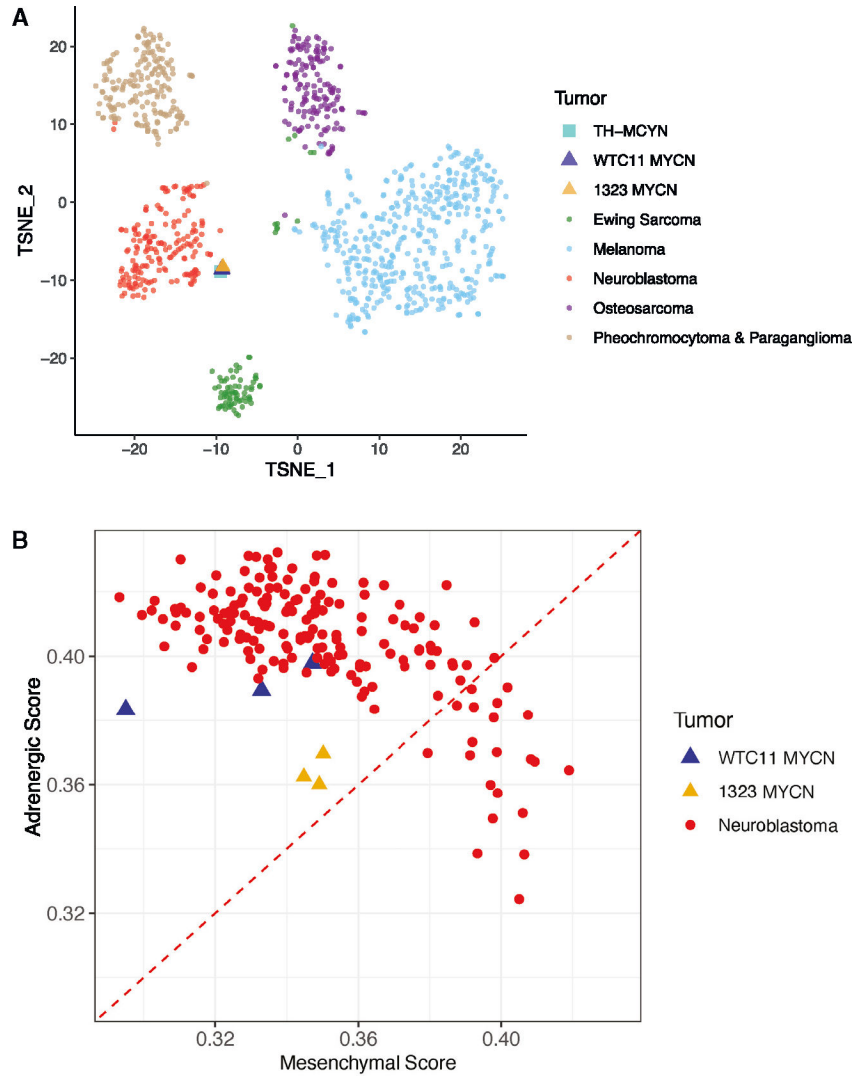 A
20
10
0
−10
−20
TSNE_2
−20
−10
0
10
20
TSNE_1
Tumor
TH−MCYN
WTC11 MYCN
1323 MYCN
Ewing Sarcoma
Melanoma
Neuroblastoma
Osteosarcoma
Pheochromocytoma & Paraganglioma
B
0.40
0.36
0.32
Adrenergic Score
0.32
0.36
0.40
Mesenchymal Score
Tumor
WTC11 MYCN
1323 MYCN
Neuroblastoma